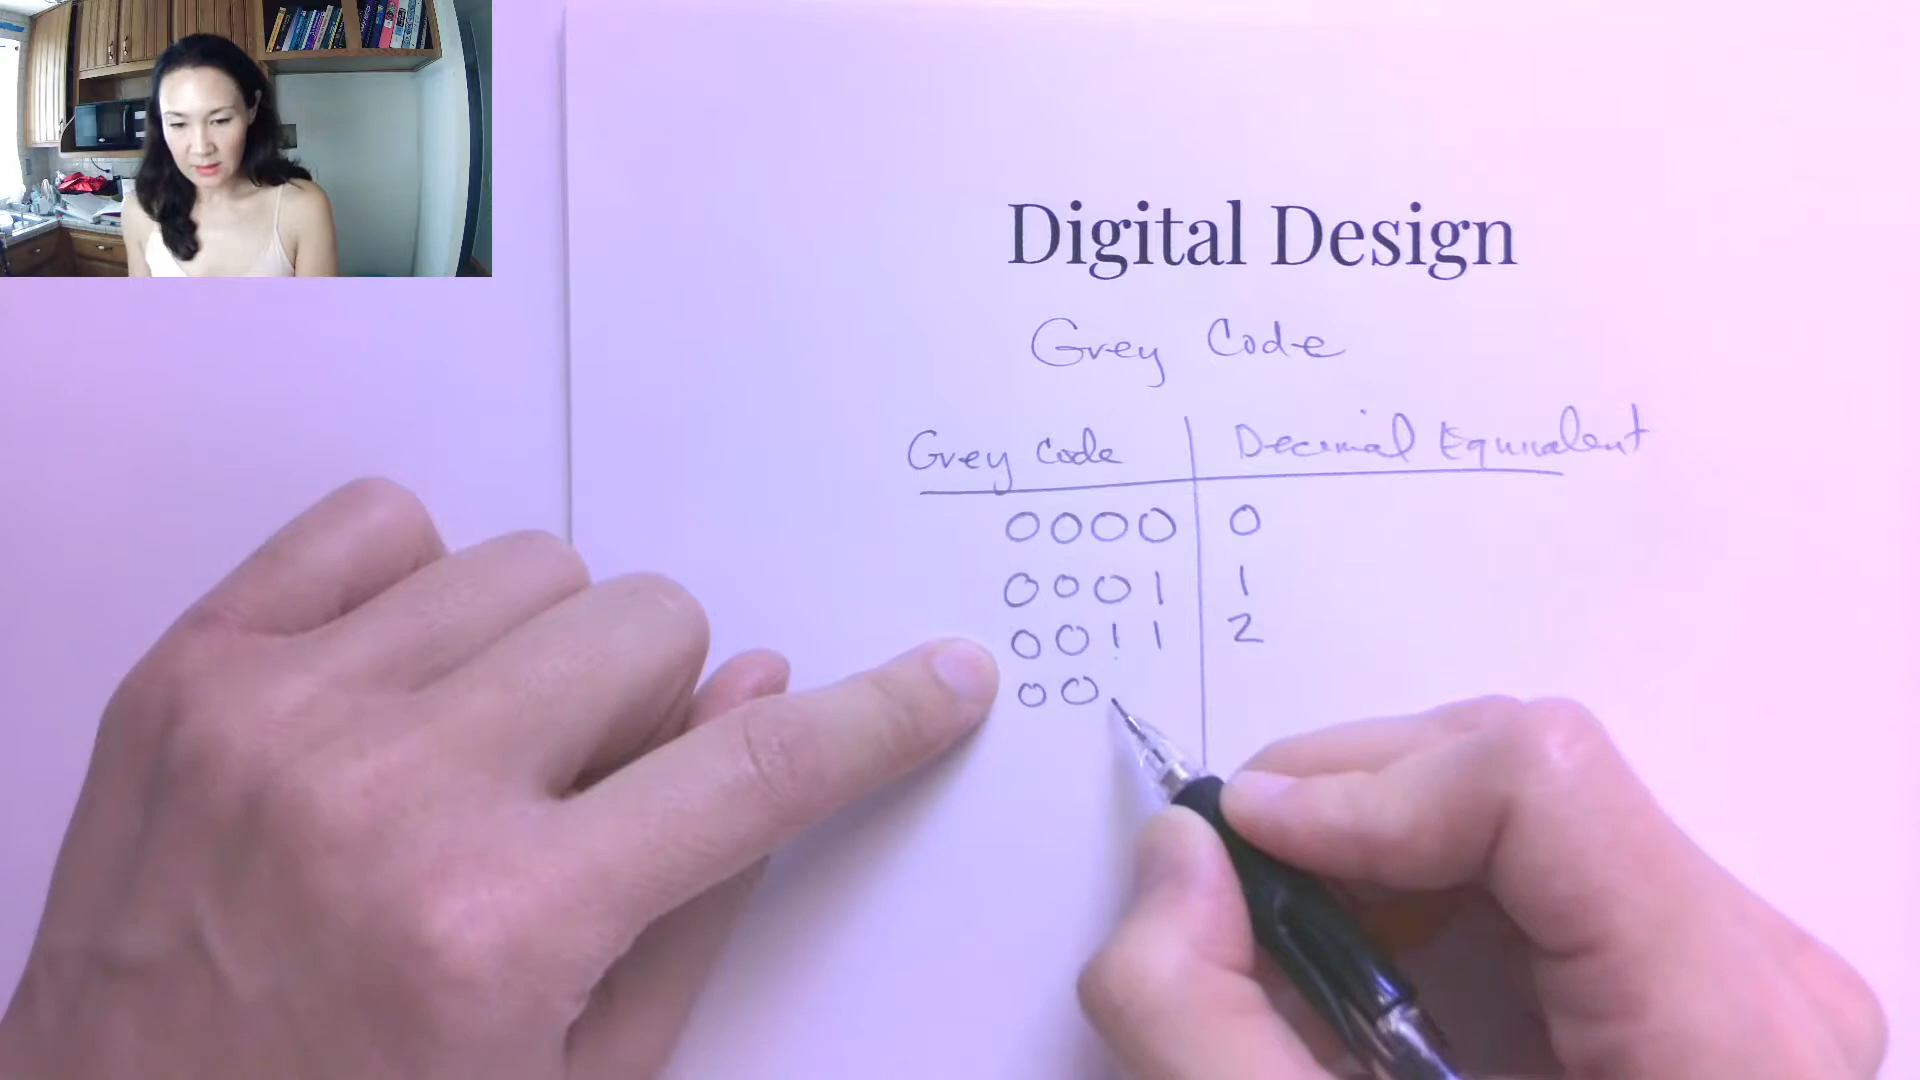 Digital Design
Grey Code
Grey Code | Decimal Equivalent
0000 | 0
0001 | 1
0011 | 2
00